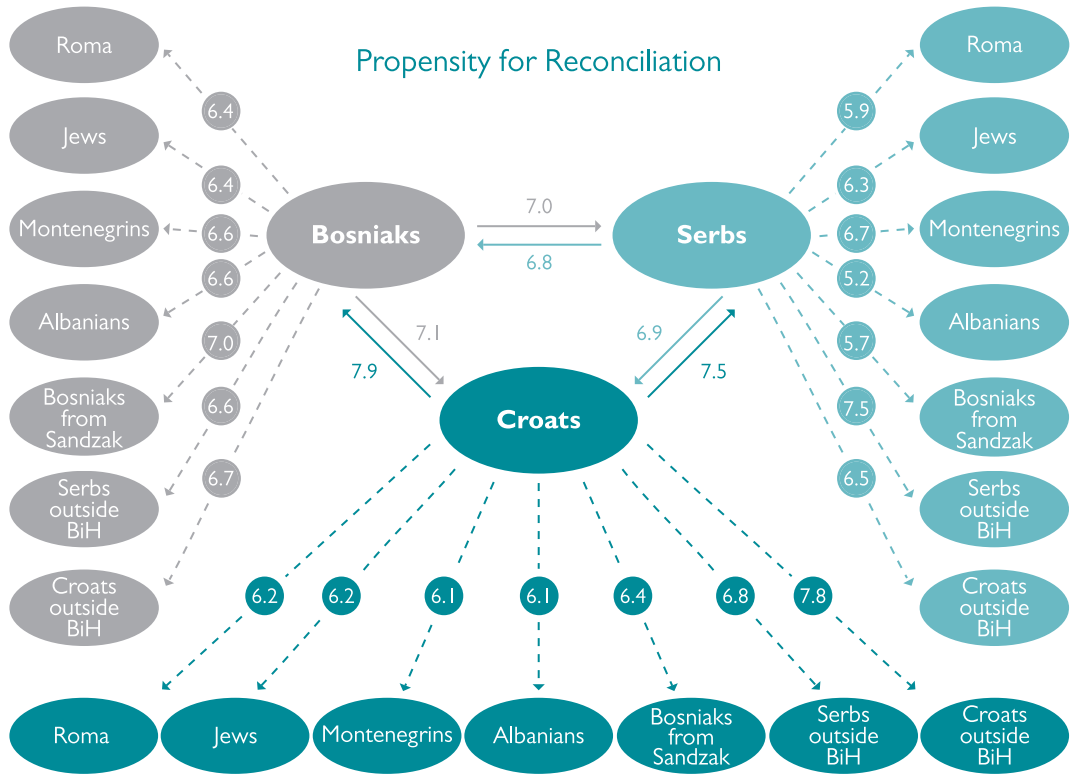 Propensity for Reconciliation
Roma
6.4
Jews
6.4
Montenegrins
6.6
Albanians
6.6
Bosniaks
from
Sandzak
7.0
Serbs
outside
BiH
6.6
Croats
outside
BiH
6.7
Bosniaks
7.0
6.8
Serbs
7.1
7.9
6.9
7.5
Croats
Roma
5.9
Jews
6.3
Montenegrins
6.7
Albanians
5.2
Bosniaks
from
Sandzak
5.7
Serbs
outside
BiH
7.5
Croats
outside
BiH
6.5
6.2
6.2
6.1
6.1
6.4
6.8
7.8
Roma
Jews
Montenegrins
Albanians
Bosniaks
from
Sandzak
Serbs
outside
BiH
Croats
outside
BiH